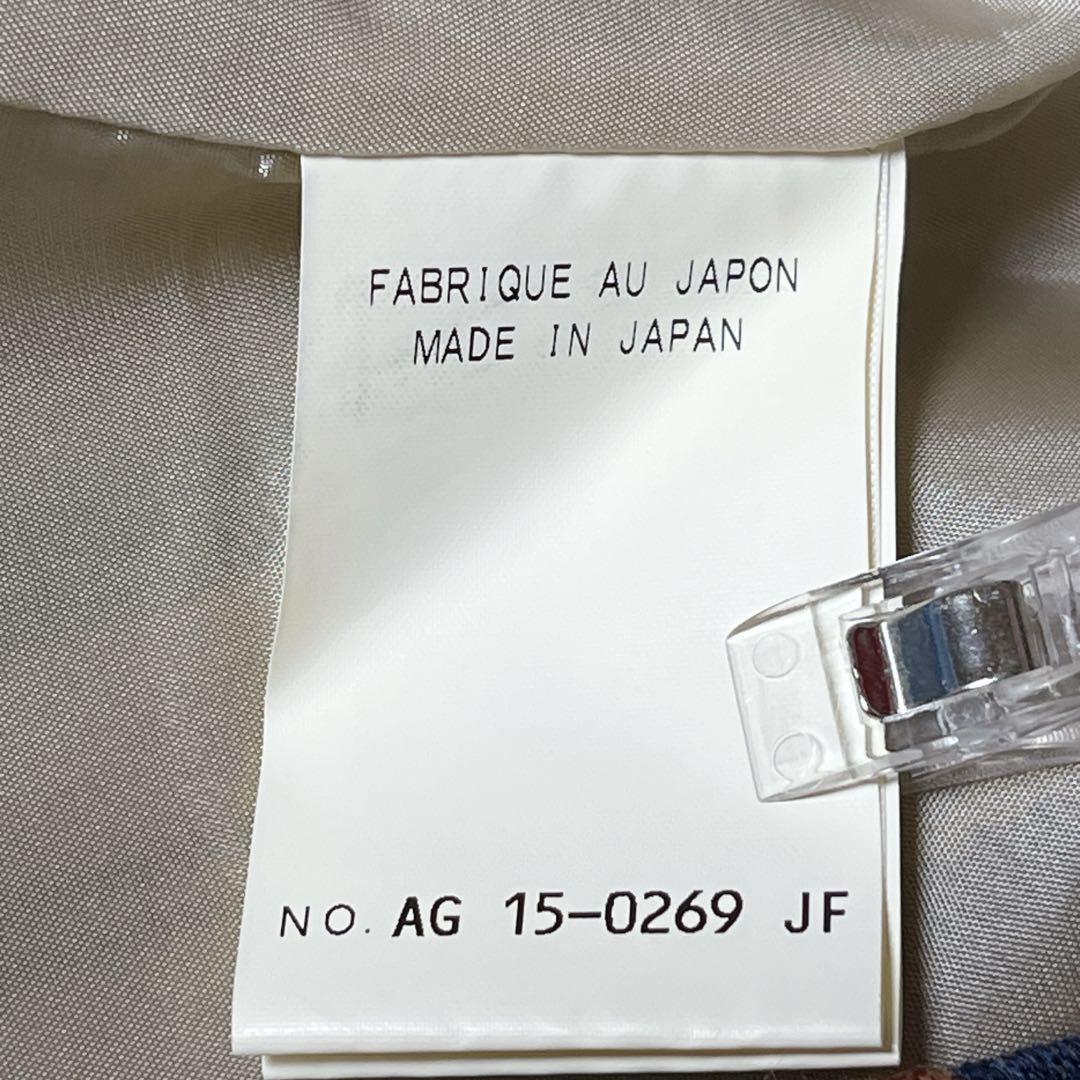 FABRIQUE AU JAPON
MADE IN JAPAN
NO. AG 15-0269 JF